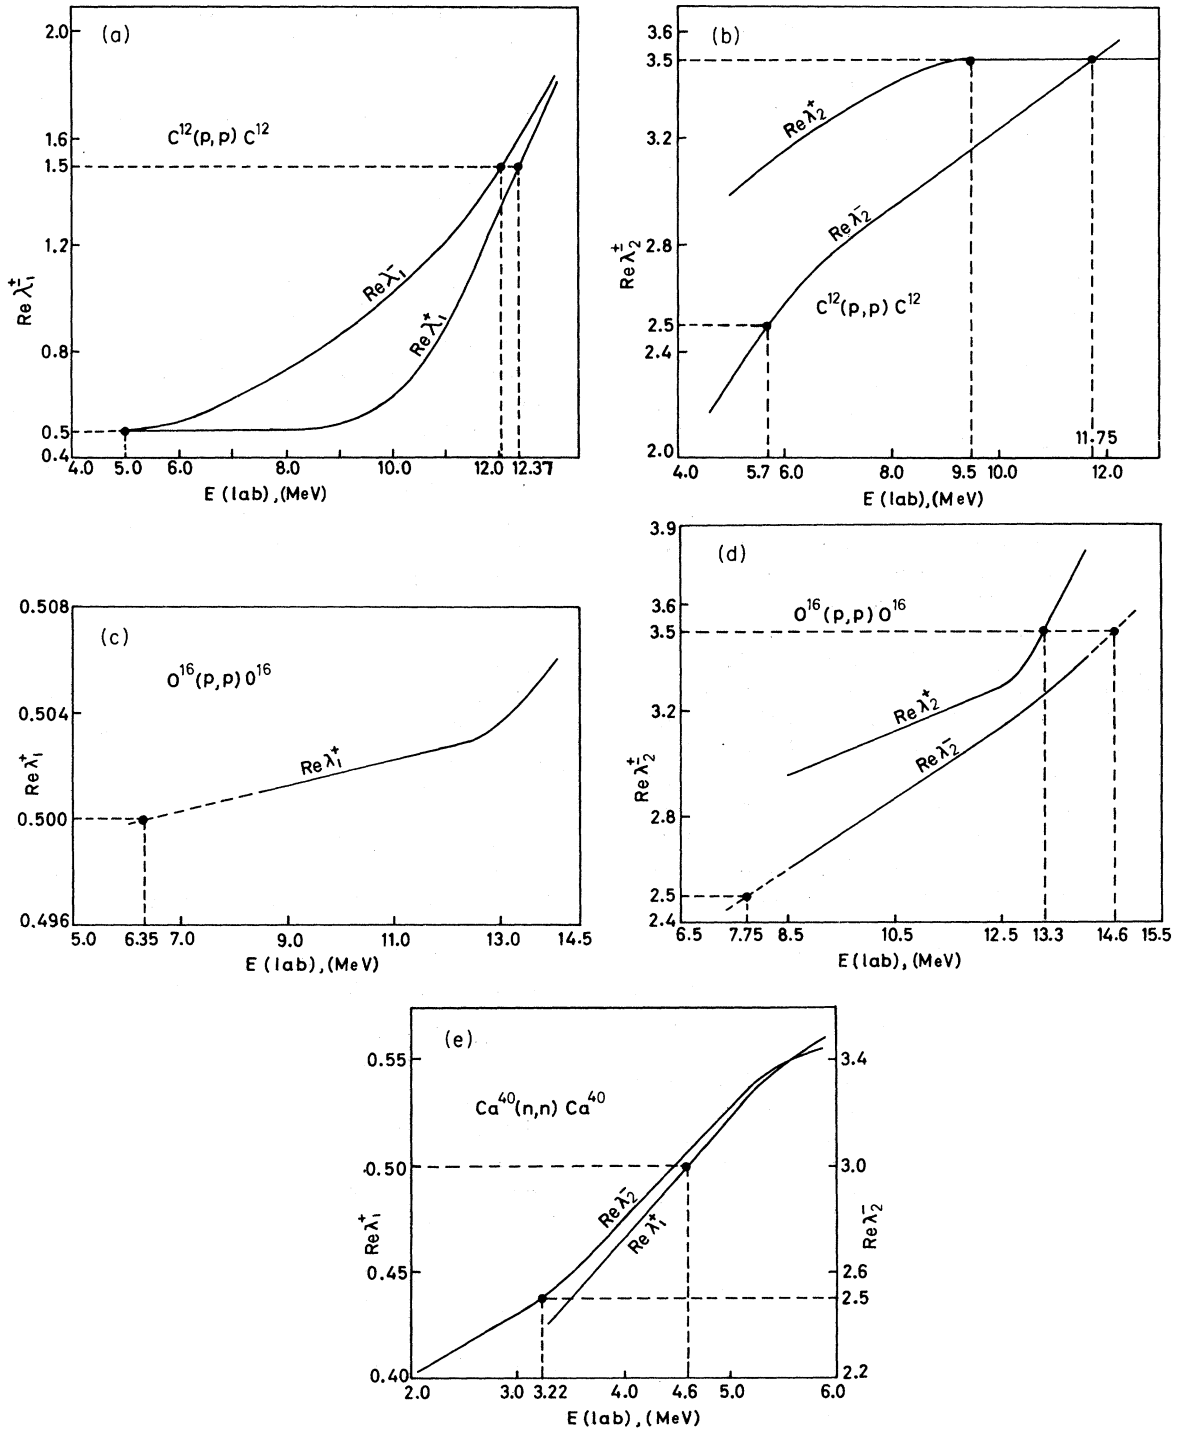 (a)
C¹²(p,p) C¹²
Re λ₁⁻
Re λ₁⁺
Re λ₁±
2.0
1.6
1.5
1.2
0.8
0.5
0.4
4.0 5.0 6.0 8.0 10.0 12.0 12.37
E (lab), (MeV)
(b)
Re λ₂⁺
Re λ₂⁻
C¹²(p,p) C¹²
Re λ₂±
3.6
3.5
3.2
2.8
2.5
2.4
2.0
11.75
4.0 5.7 6.0 8.0 9.5 10.0 12.0
E (lab), (MeV)
(c)
O¹⁶(p,p) O¹⁶
Re λ₁⁺
Re λ₁⁺
0.508
0.504
0.500
0.496
5.0 6.35 7.0 9.0 11.0 13.0 14.5
E (lab), (MeV)
(d)
O¹⁶(p,p) O¹⁶
Re λ₂⁺
Re λ₂⁻
Re λ₂±
3.9
3.6
3.5
3.2
2.8
2.5
2.4
6.5 7.75 8.5 10.5 12.5 13.3 14.6 15.5
E (lab), (MeV)
(e)
Ca⁴⁰(n,n) Ca⁴⁰
Re λ₂⁻
Re λ₁⁺
Re λ₁⁺
0.55
0.50
0.45
0.40
3.4
3.0
2.6
2.5
2.2
Re λ₂⁻
2.0 3.0 3.22 4.0 4.6 5.0 6.0
E (lab), (MeV)